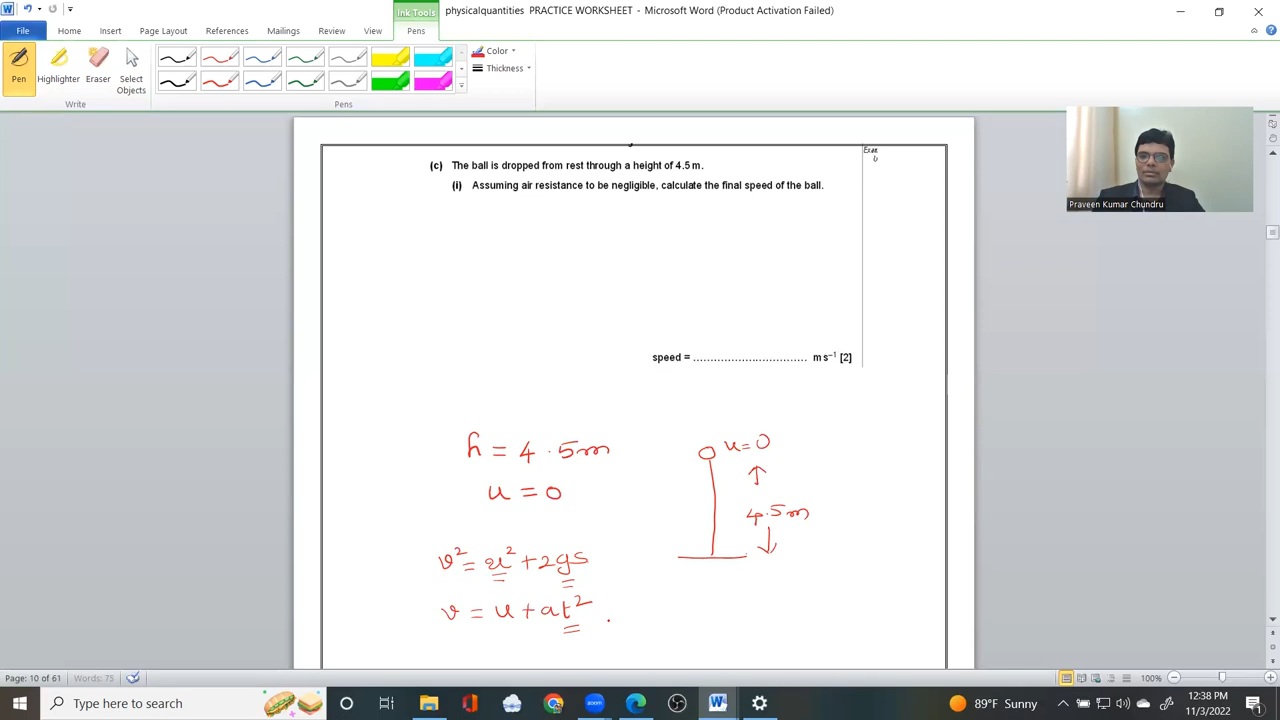 Ink Tools
physicalquantities PRACTICE WORKSHEET - Microsoft Word (Product Activation Failed)
File Home Insert Page Layout References Mailings Review View Pens
Pen Highlighter Eraser Select Objects
Color
Thickness
Write Pens
Praveen Kumar Chundru
(c) The ball is dropped from rest through a height of 4.5 m.
(i) Assuming air resistance to be negligible, calculate the final speed of the ball.
speed = ................................ m s⁻¹ [2]
h = 4.5m
u = 0
u = 0
4.5m
v² = u² + 2gs
v = u + at²
Page: 10 of 61 Words: 75 100%
Type here to search
zoom
W
89°F Sunny
12:38 PM
11/3/2022